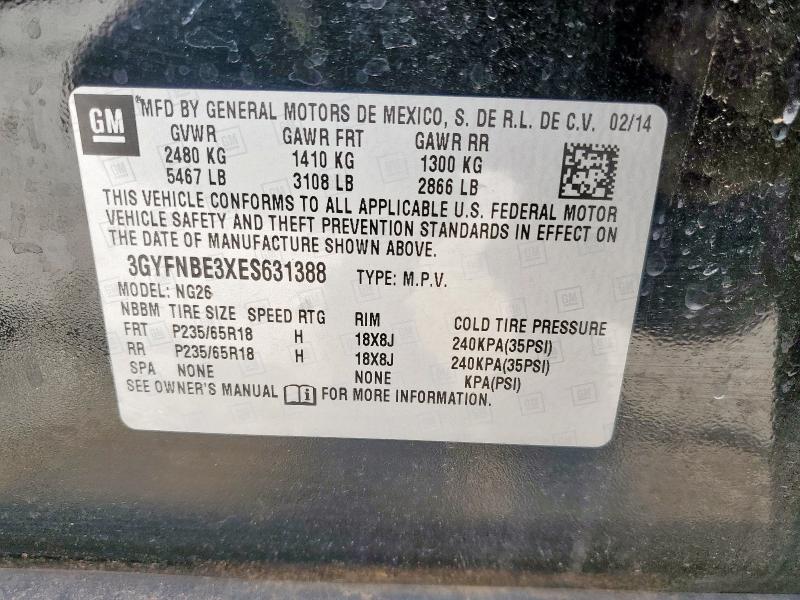 GM
MFD BY GENERAL MOTORS DE MEXICO, S. DE R.L. DE C.V. 02/14
GVWR GAWR FRT GAWR RR
2480 KG 1410 KG 1300 KG
5467 LB 3108 LB 2866 LB
THIS VEHICLE CONFORMS TO ALL APPLICABLE U.S. FEDERAL MOTOR
VEHICLE SAFETY AND THEFT PREVENTION STANDARDS IN EFFECT ON
THE DATE OF MANUFACTURE SHOWN ABOVE.
3GYFNBE3XES631388 TYPE: M.P.V.
MODEL: NG26
NBBM TIRE SIZE SPEED RTG RIM COLD TIRE PRESSURE
FRT P235/65R18 H 18X8J 240KPA(35PSI)
RR P235/65R18 H 18X8J 240KPA(35PSI)
SPA NONE NONE KPA(PSI)
SEE OWNER'S MANUAL FOR MORE INFORMATION.